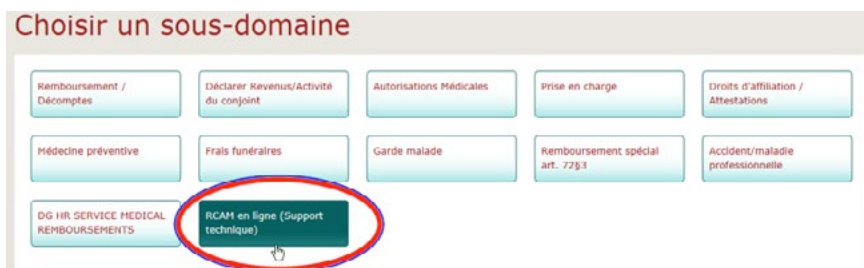 Choisir un sous-domaine
Remboursement / Décomptes
Déclarer Revenus/Activité du conjoint
Autorisations Médicales
Prise en charge
Droits d'affiliation / Attestations
Médecine préventive
Frais funéraires
Garde malade
Remboursement spécial art. 72§3
Accident/maladie professionnelle
DG HR SERVICE MEDICAL REMBOURSEMENTS
RCAM en ligne (Support technique)